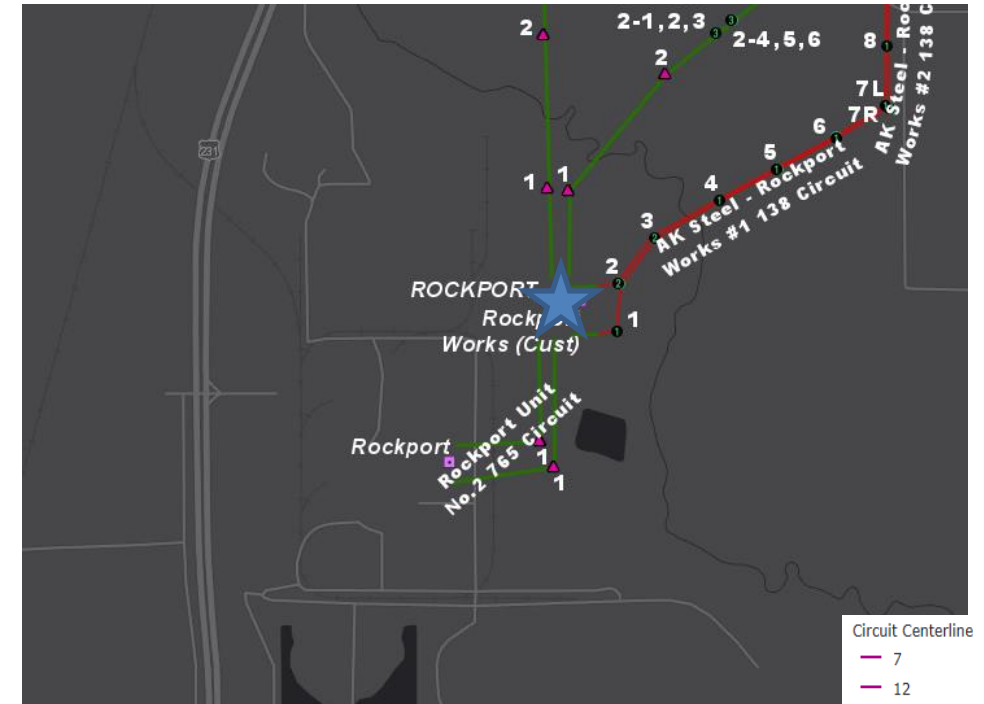 2
2-1,2,3
2-4,5,6
2
8
7L
7R
6
5
4
3
2
1
1
1
231
AK Steel - Rockport
Works #1 138 Circuit
AK Steel - Roc
Works #2 138 C
ROCKPORT
Rockpo
Works (Cust)
Rockport
Rockport Unit
No.2 765 Circuit
1
1
Circuit Centerline
7
12